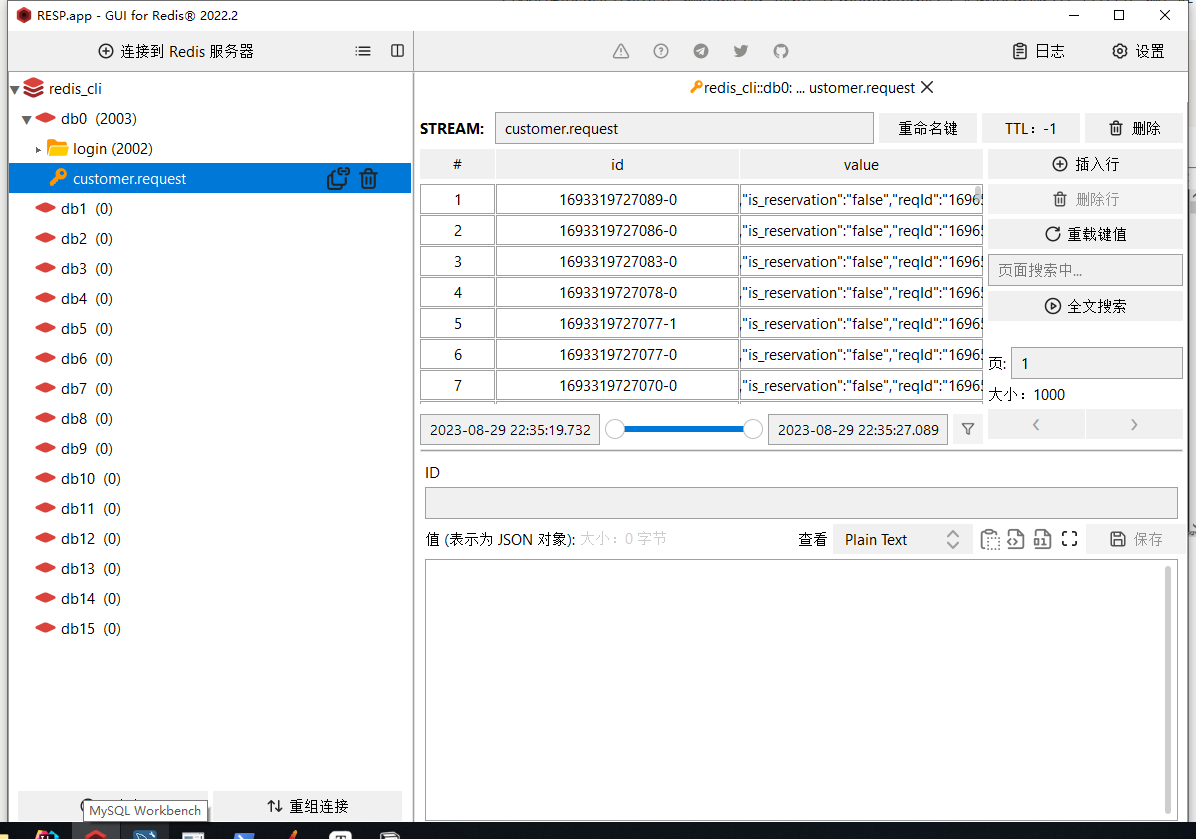 RESP.app - GUI for Redis® 2022.2
连接到 Redis 服务器
日志
设置
redis_cli
db0 (2003)
login (2002)
customer.request
db1 (0)
db2 (0)
db3 (0)
db4 (0)
db5 (0)
db6 (0)
db7 (0)
db8 (0)
db9 (0)
db10 (0)
db11 (0)
db12 (0)
db13 (0)
db14 (0)
db15 (0)
重组连接
MySQL Workbench
redis_cli::db0: ... ustomer.request
STREAM: customer.request 重命名键 TTL: -1 删除
# id value
1 1693319727089-0 ,"is_reservation":"false","reqId":"1696
2 1693319727086-0 ,"is_reservation":"false","reqId":"1696
3 1693319727083-0 ,"is_reservation":"false","reqId":"1696
4 1693319727078-0 ,"is_reservation":"false","reqId":"1696
5 1693319727077-1 ,"is_reservation":"false","reqId":"1696
6 1693319727077-0 ,"is_reservation":"false","reqId":"1696
7 1693319727070-0 ,"is_reservation":"false","reqId":"1696
插入行
删除行
重载键值
页面搜索中...
全文搜索
页: 1
大小：1000
2023-08-29 22:35:19.732 2023-08-29 22:35:27.089
ID
值 (表示为 JSON 对象): 大小：0 字节 查看 Plain Text 保存